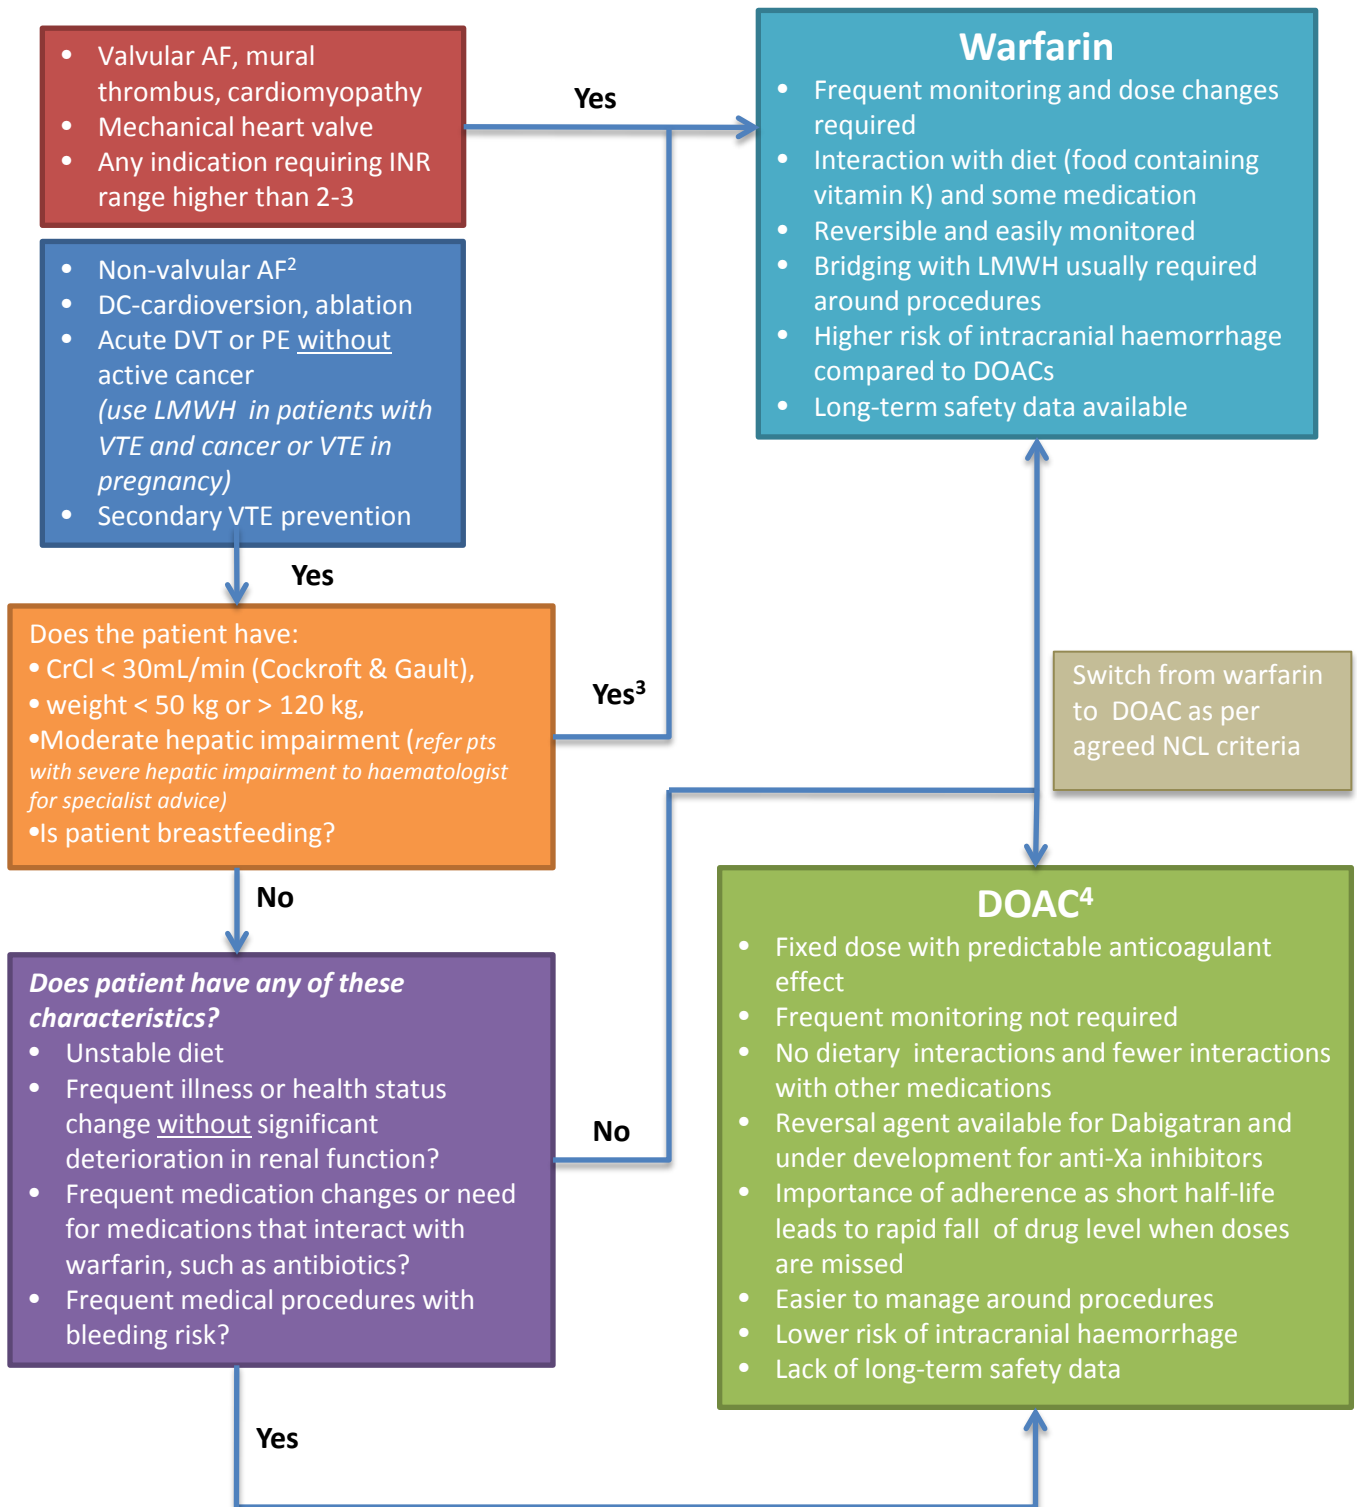 • Valvular AF, mural
thrombus, cardiomyopathy
• Mechanical heart valve
• Any indication requiring INR
range higher than 2-3
Yes
Warfarin
• Frequent monitoring and dose changes
required
• Interaction with diet (food containing
vitamin K) and some medication
• Reversible and easily monitored
• Bridging with LMWH usually required
around procedures
• Higher risk of intracranial haemorrhage
compared to DOACs
• Long-term safety data available
• Non-valvular AF²
• DC-cardioversion, ablation
• Acute DVT or PE without
active cancer
(use LMWH in patients with
VTE and cancer or VTE in
pregnancy)
• Secondary VTE prevention
Yes
Does the patient have:
• CrCl < 30mL/min (Cockroft & Gault),
• weight < 50 kg or > 120 kg,
•Moderate hepatic impairment (refer pts
with severe hepatic impairment to haematologist
for specialist advice)
•Is patient breastfeeding?
Yes³
Switch from warfarin
to DOAC as per
agreed NCL criteria
No
Does patient have any of these
characteristics?
• Unstable diet
• Frequent illness or health status
change without significant
deterioration in renal function?
• Frequent medication changes or need
for medications that interact with
warfarin, such as antibiotics?
• Frequent medical procedures with
bleeding risk?
No
DOAC⁴
• Fixed dose with predictable anticoagulant
effect
• Frequent monitoring not required
• No dietary interactions and fewer interactions
with other medications
• Reversal agent available for Dabigatran and
under development for anti-Xa inhibitors
• Importance of adherence as short half-life
leads to rapid fall of drug level when doses
are missed
• Easier to manage around procedures
• Lower risk of intracranial haemorrhage
• Lack of long-term safety data
Yes